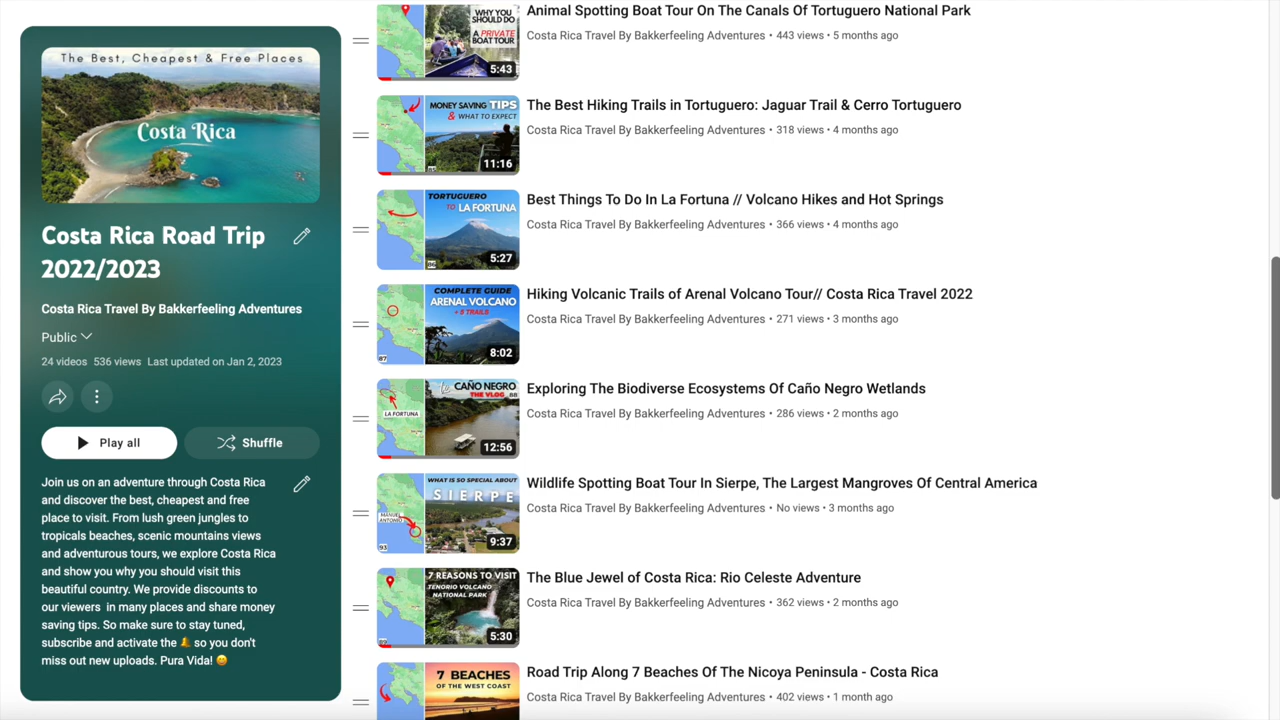 The Best, Cheapest & Free Places
Costa Rica
Costa Rica Road Trip
2022/2023
Costa Rica Travel By Bakkerfeeling Adventures
Public
24 videos 536 views Last updated on Jan 2, 2023
Play all
Shuffle
Join us on an adventure through Costa Rica
and discover the best, cheapest and free
place to visit. From lush green jungles to
tropicals beaches, scenic mountains views
and adventurous tours, we explore Costa Rica
and show you why you should visit this
beautiful country. We provide discounts to
our viewers in many places and share money
saving tips. So make sure to stay tuned,
subscribe and activate the 🔔 so you don't
miss out new uploads. Pura Vida! 😀
WHY YOU
SHOULD DO
A PRIVATE
BOAT TOUR
5:43
Animal Spotting Boat Tour On The Canals Of Tortuguero National Park
Costa Rica Travel By Bakkerfeeling Adventures • 443 views • 5 months ago
MONEY SAVING TIPS
& WHAT TO EXPECT
11:16
The Best Hiking Trails in Tortuguero: Jaguar Trail & Cerro Tortuguero
Costa Rica Travel By Bakkerfeeling Adventures • 318 views • 4 months ago
TORTUGUERO
TO LA FORTUNA
86
5:27
Best Things To Do In La Fortuna // Volcano Hikes and Hot Springs
Costa Rica Travel By Bakkerfeeling Adventures • 366 views • 4 months ago
COMPLETE GUIDE
ARENAL VOLCANO
+ 5 TRAILS
87
8:02
Hiking Volcanic Trails of Arenal Volcano Tour// Costa Rica Travel 2022
Costa Rica Travel By Bakkerfeeling Adventures • 271 views • 3 months ago
CAÑO NEGRO
THE VLOG 88
LA FORTUNA
12:56
Exploring The Biodiverse Ecosystems Of Caño Negro Wetlands
Costa Rica Travel By Bakkerfeeling Adventures • 286 views • 2 months ago
WHAT IS SO SPECIAL ABOUT
SIERPE
MANUEL
ANTONIO
93
9:37
Wildlife Spotting Boat Tour In Sierpe, The Largest Mangroves Of Central America
Costa Rica Travel By Bakkerfeeling Adventures • No views • 3 months ago
7 REASONS TO VISIT
TENORIO VOLCANO
NATIONAL PARK
5:30
The Blue Jewel of Costa Rica: Rio Celeste Adventure
Costa Rica Travel By Bakkerfeeling Adventures • 362 views • 2 months ago
7 BEACHES
OF THE WEST COAST
Road Trip Along 7 Beaches Of The Nicoya Peninsula - Costa Rica
Costa Rica Travel By Bakkerfeeling Adventures • 402 views • 1 month ago